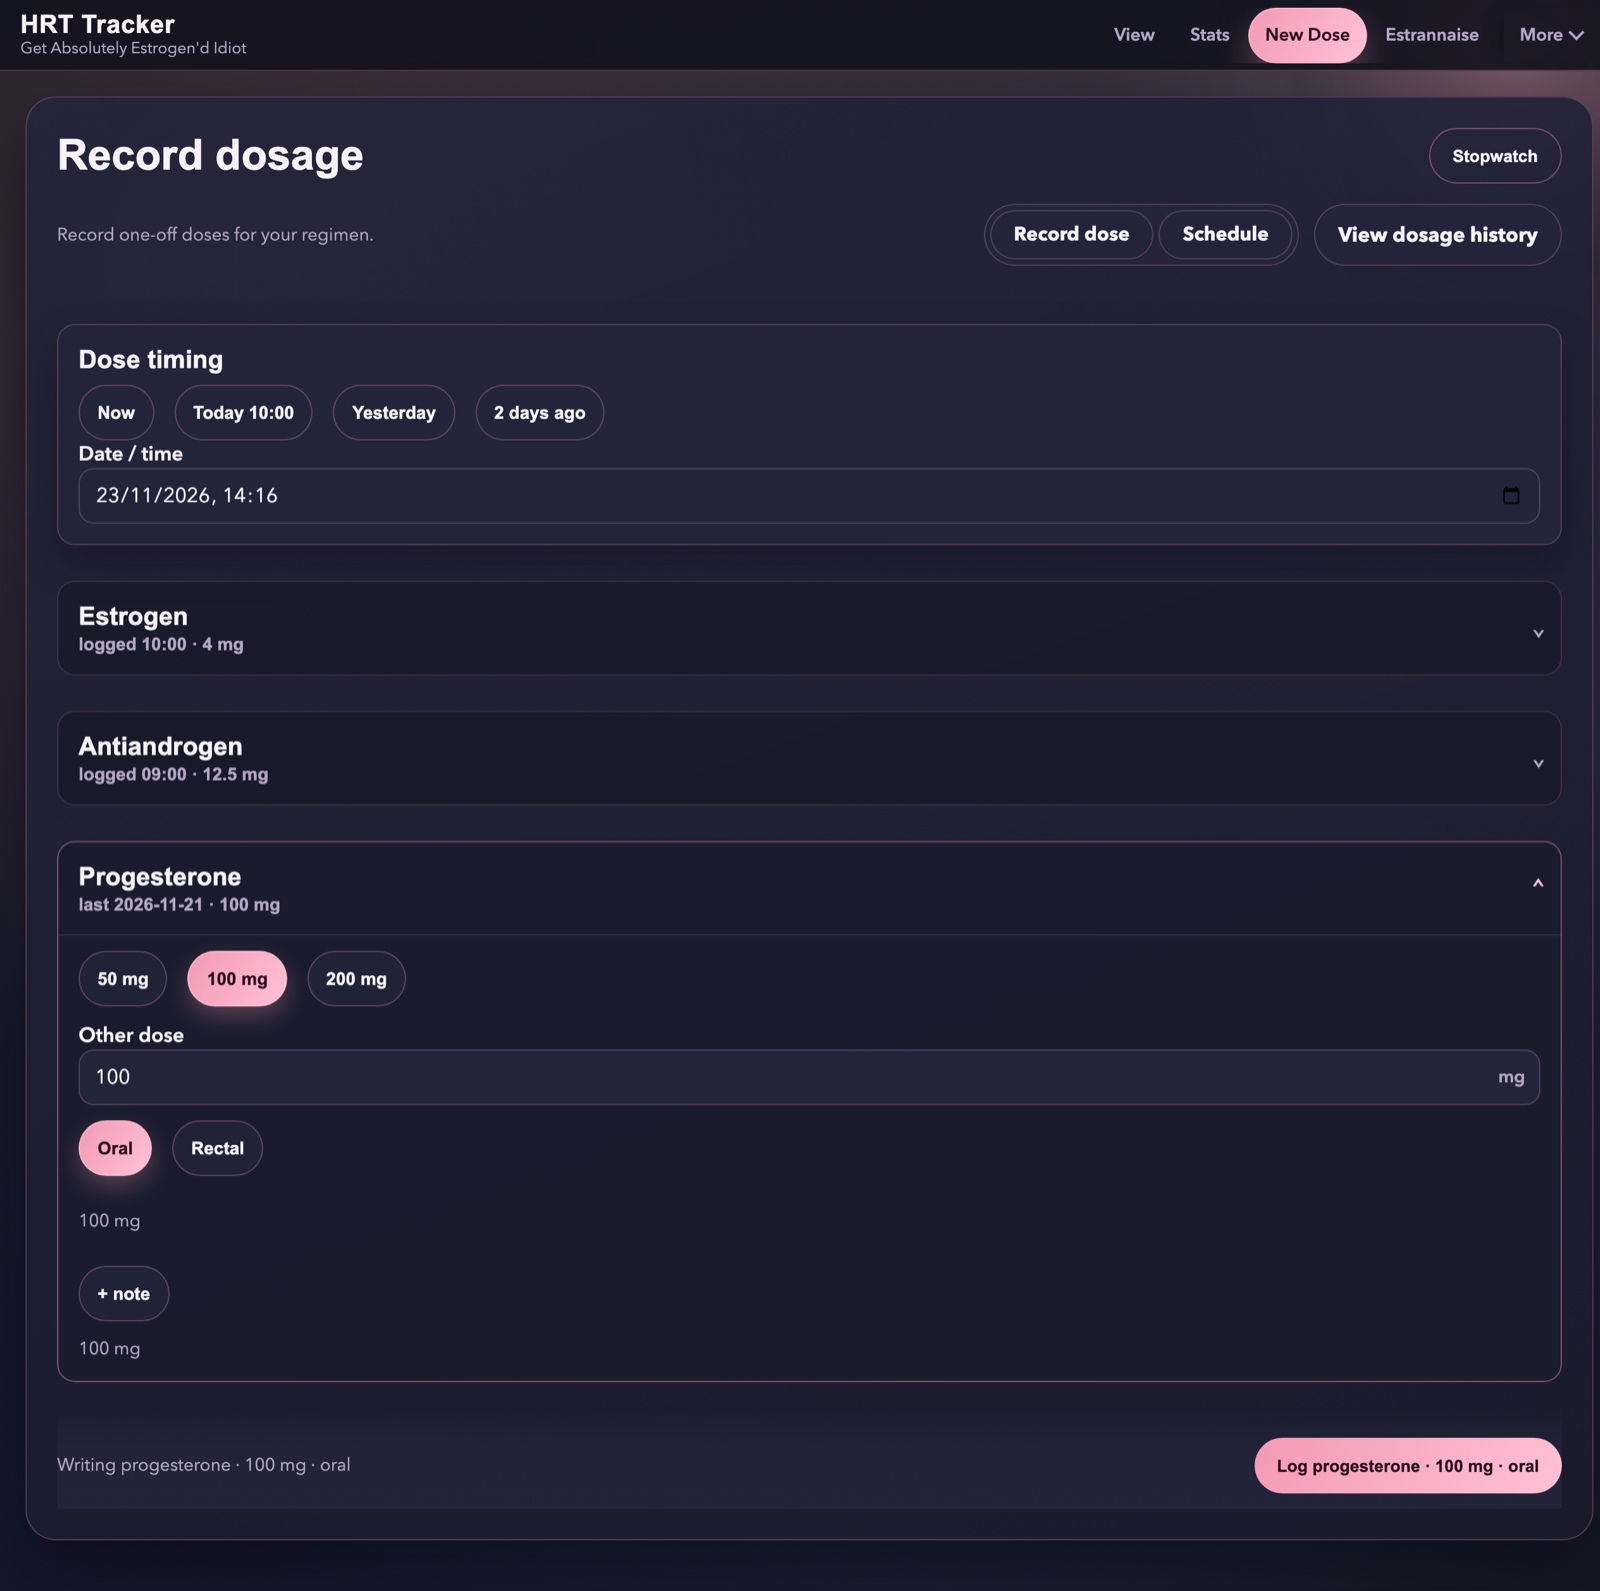 HRT Tracker
Get Absolutely Estrogen'd Idiot
View
Stats
New Dose
Estrannaise
More
Record dosage
Stopwatch
Record one-off doses for your regimen.
Record dose
Schedule
View dosage history
Dose timing
Now
Today 10:00
Yesterday
2 days ago
Date / time
23/11/2026, 14:16
Estrogen
logged 10:00 · 4 mg
Antiandrogen
logged 09:00 · 12.5 mg
Progesterone
last 2026-11-21 · 100 mg
50 mg
100 mg
200 mg
Other dose
100
mg
Oral
Rectal
100 mg
+ note
100 mg
Writing progesterone · 100 mg · oral
Log progesterone · 100 mg · oral